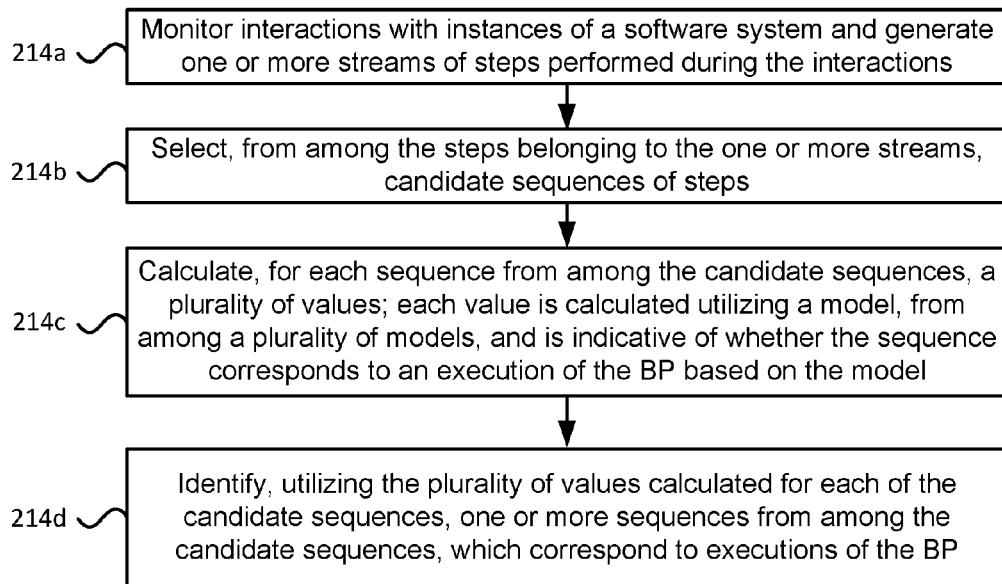 Monitor interactions with instances of a software system and generate
one or more streams of steps performed during the interactions
214a
Select, from among the steps belonging to the one or more streams,
candidate sequences of steps
214b
Calculate, for each sequence from among the candidate sequences, a
plurality of values; each value is calculated utilizing a model, from
among a plurality of models, and is indicative of whether the sequence
corresponds to an execution of the BP based on the model
214c
Identify, utilizing the plurality of values calculated for each of the
candidate sequences, one or more sequences from among the
candidate sequences, which correspond to executions of the BP
214d